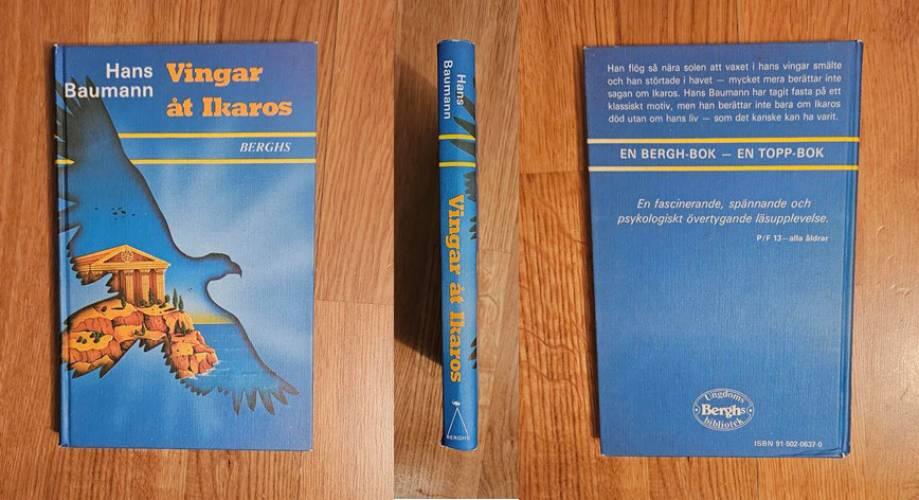 Hans
Baumann
Vingar
åt Ikaros
BERGHS
Hans
Baumann
Vingar åt Ikaros
BERGHS
Han flög så nära solen att vaxet i hans vingar smälte
och han störtade i havet – mycket mera berättar inte
sagan om Ikaros. Hans Baumann har tagit fasta på ett
klassiskt motiv, men han berättar inte bara om Ikaros
död utan om hans liv – som det kanske kan ha varit.
EN BERGH-BOK – EN TOPP-BOK
En fascinerande, spännande och
psykologiskt övertygande läsupplevelse.
P/F 13–alla åldrar
Ungdoms
Berghs
bibliotek
ISBN 91-502-0637-0